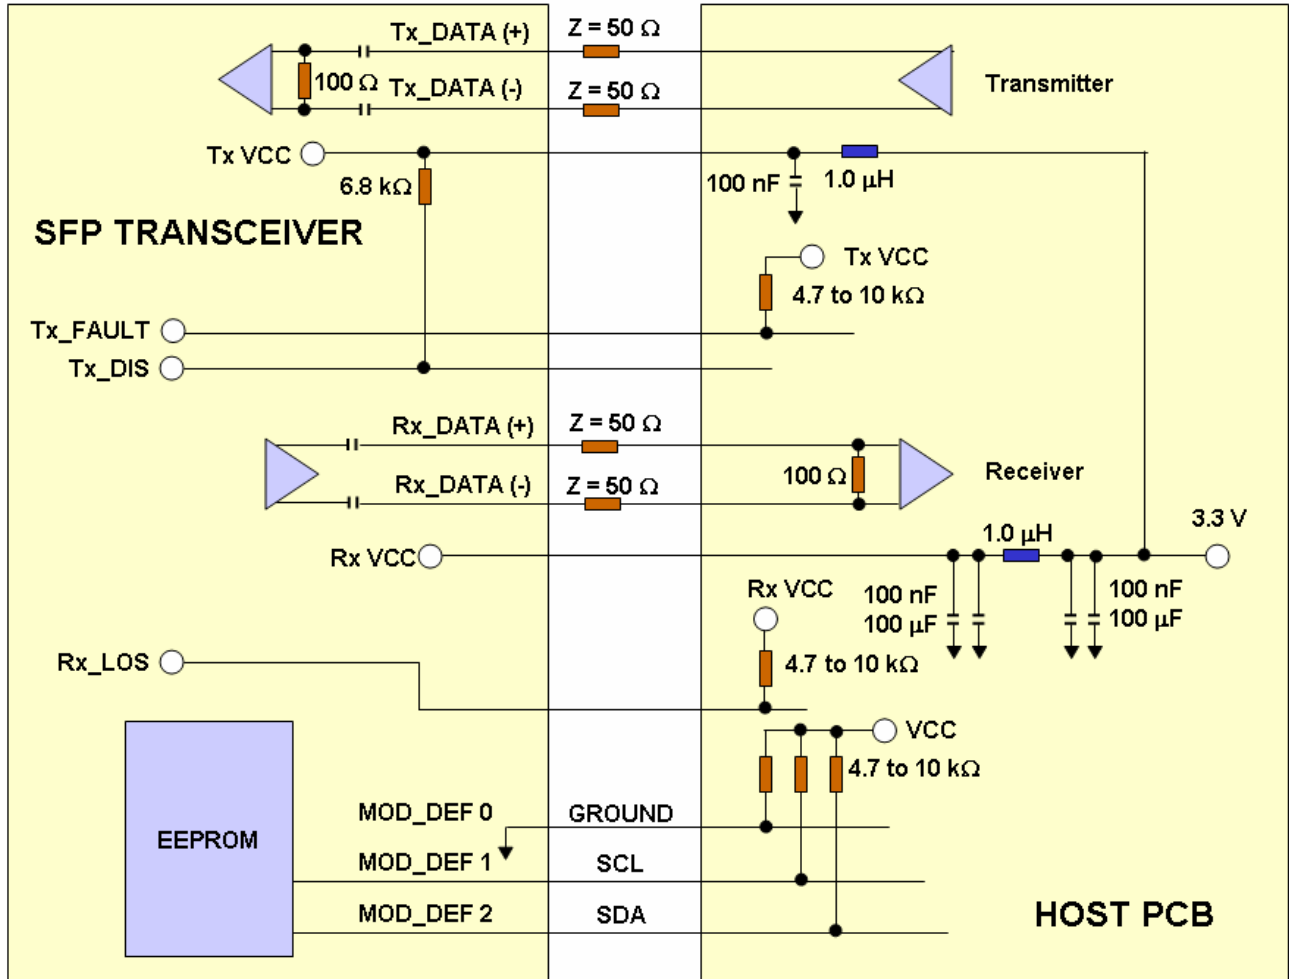 Tx_DATA (+)
Z = 50 Ω
100 Ω
Tx_DATA (-)
Z = 50 Ω
Transmitter
Tx VCC
6.8 kΩ
100 nF
1.0 μH
SFP TRANSCEIVER
Tx VCC
4.7 to 10 kΩ
Tx_FAULT
Tx_DIS
Rx_DATA (+)
Z = 50 Ω
Rx_DATA (-)
Z = 50 Ω
100 Ω
Receiver
3.3 V
1.0 μH
Rx VCC
Rx VCC
100 nF
100 μF
100 nF
100 μF
Rx_LOS
4.7 to 10 kΩ
VCC
4.7 to 10 kΩ
MOD_DEF 0
GROUND
EEPROM
MOD_DEF 1
SCL
MOD_DEF 2
SDA
HOST PCB